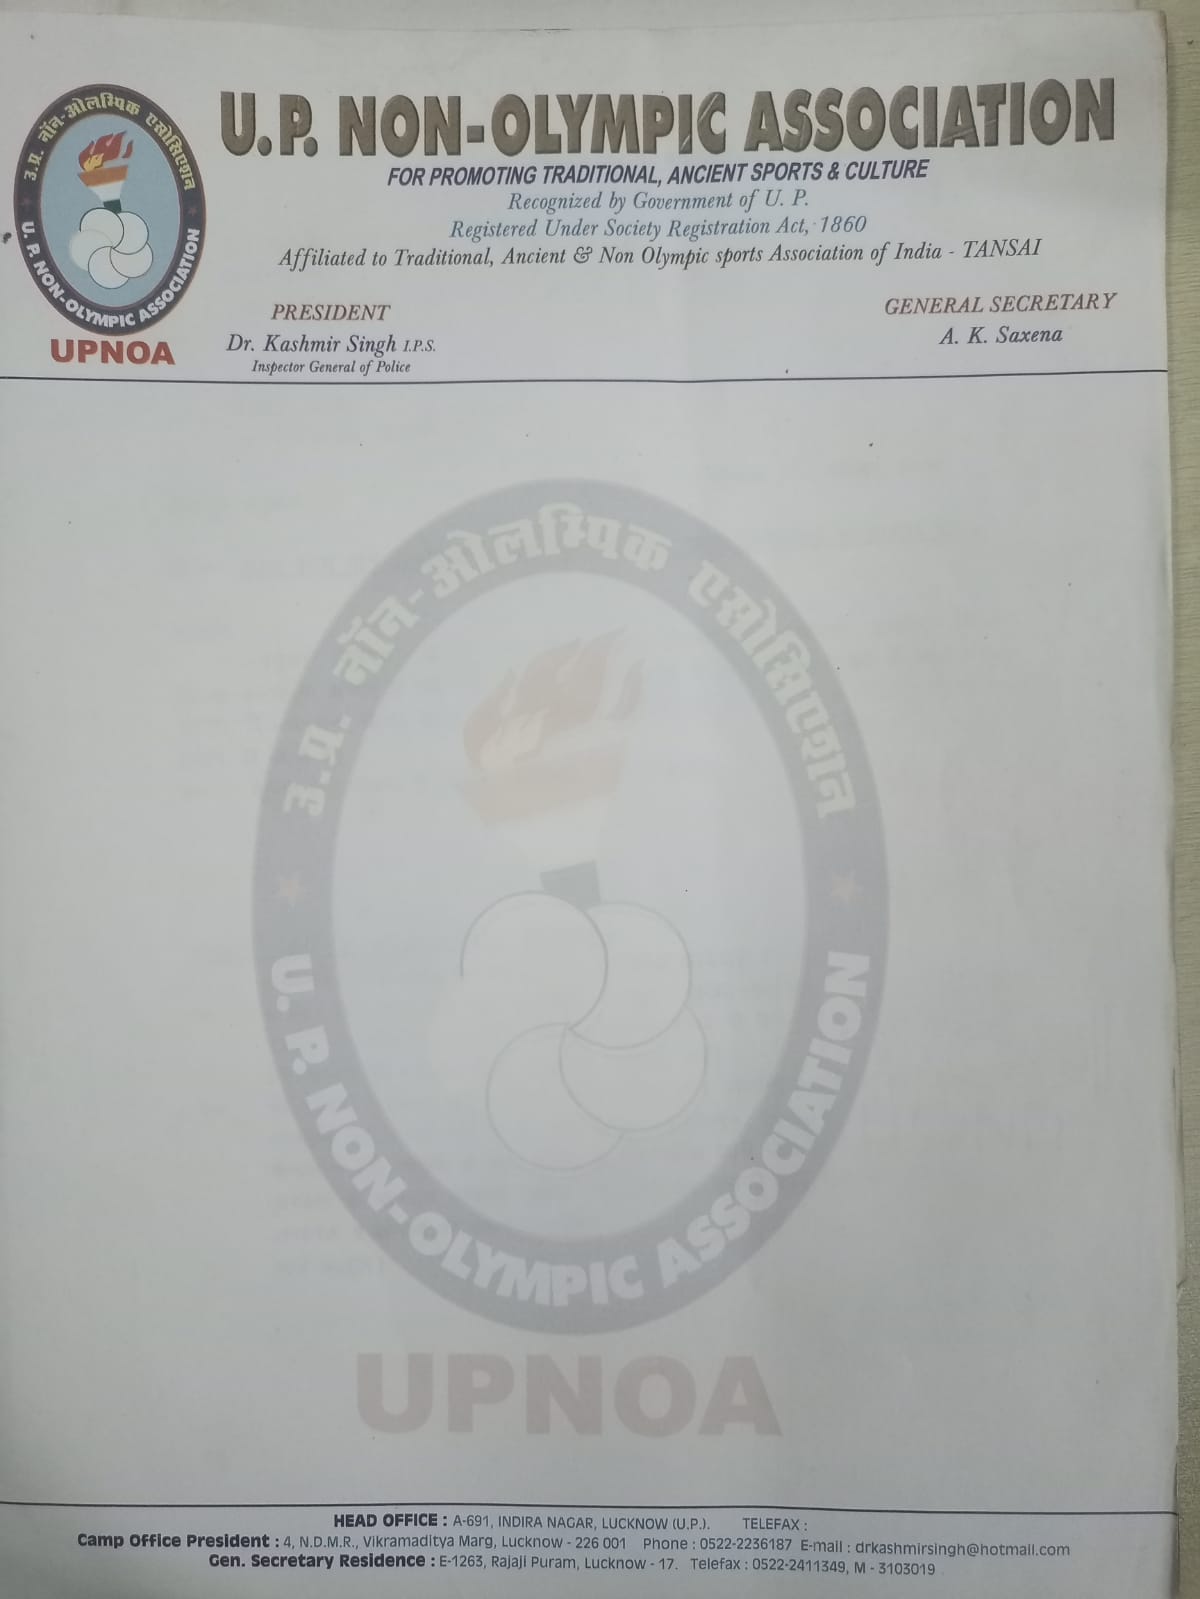 उ.प्र. नॉन-ओलम्पिक एसोसिएशन
U. P. NON-OLYMPIC ASSOCIATION
UPNOA
U.P. NON-OLYMPIC ASSOCIATION
FOR PROMOTING TRADITIONAL, ANCIENT SPORTS & CULTURE
Recognized by Government of U. P.
Registered Under Society Registration Act, 1860
Affiliated to Traditional, Ancient & Non Olympic sports Association of India - TANSAI
PRESIDENT
Dr. Kashmir Singh I.P.S.
Inspector General of Police
GENERAL SECRETARY
A. K. Saxena
उ.प्र. नॉन-ओलम्पिक एसोसिएशन
U. P. NON-OLYMPIC ASSOCIATION
UPNOA
HEAD OFFICE : A-691, INDIRA NAGAR, LUCKNOW (U.P.). TELEFAX :
Camp Office President : 4, N.D.M.R., Vikramaditya Marg, Lucknow - 226 001 Phone : 0522-2236187 E-mail : drkashmirsingh@hotmail.com
Gen. Secretary Residence : E-1263, Rajaji Puram, Lucknow - 17. Telefax : 0522-2411349, M - 3103019